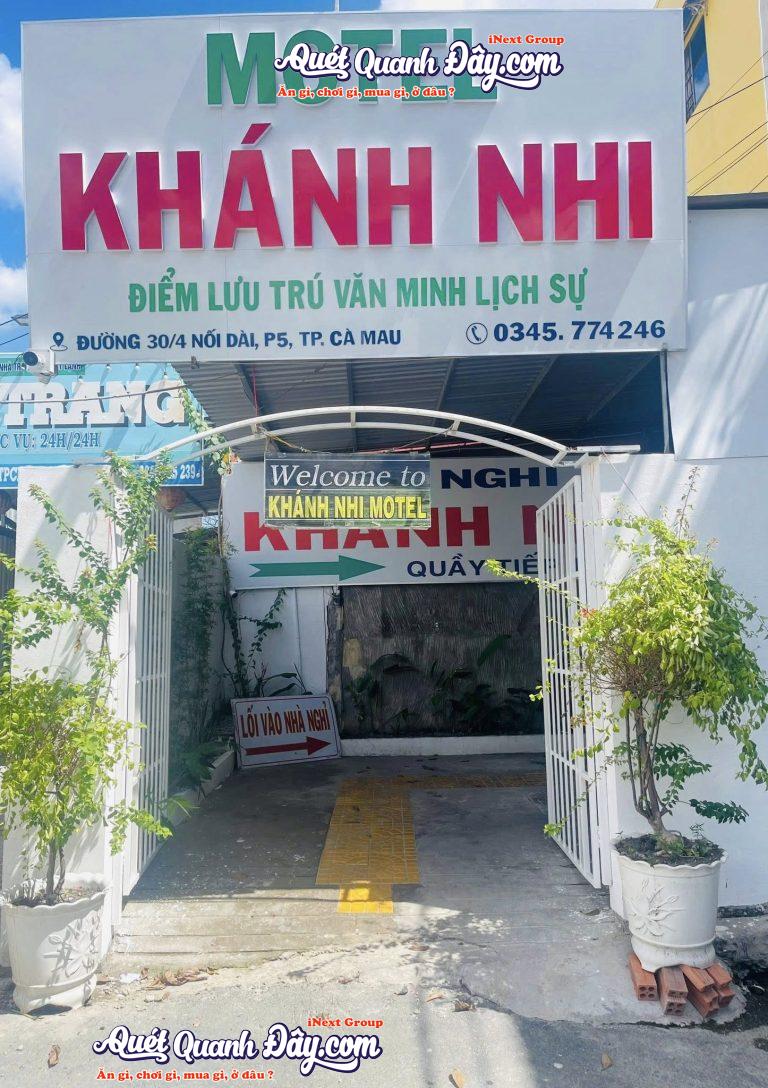 MOTEL
iNext Group
Quét Quanh Đây.com
Ăn gì, chơi gì, mua gì, ở đâu ?
KHÁNH NHI
ĐIỂM LƯU TRÚ VĂN MINH LỊCH SỰ
ĐƯỜNG 30/4 NỐI DÀI, P5, TP. CÀ MAU
0345. 774246
TRANG
VỤ: 24H/24H
Welcome to
KHÁNH NHI MOTEL
NGHỈ
KHÁNH N
QUẦY TIẾP
LỐI VÀO NHÀ NGHỈ
iNext Group
Quét Quanh Đây.com
Ăn gì, chơi gì, mua gì, ở đâu ?